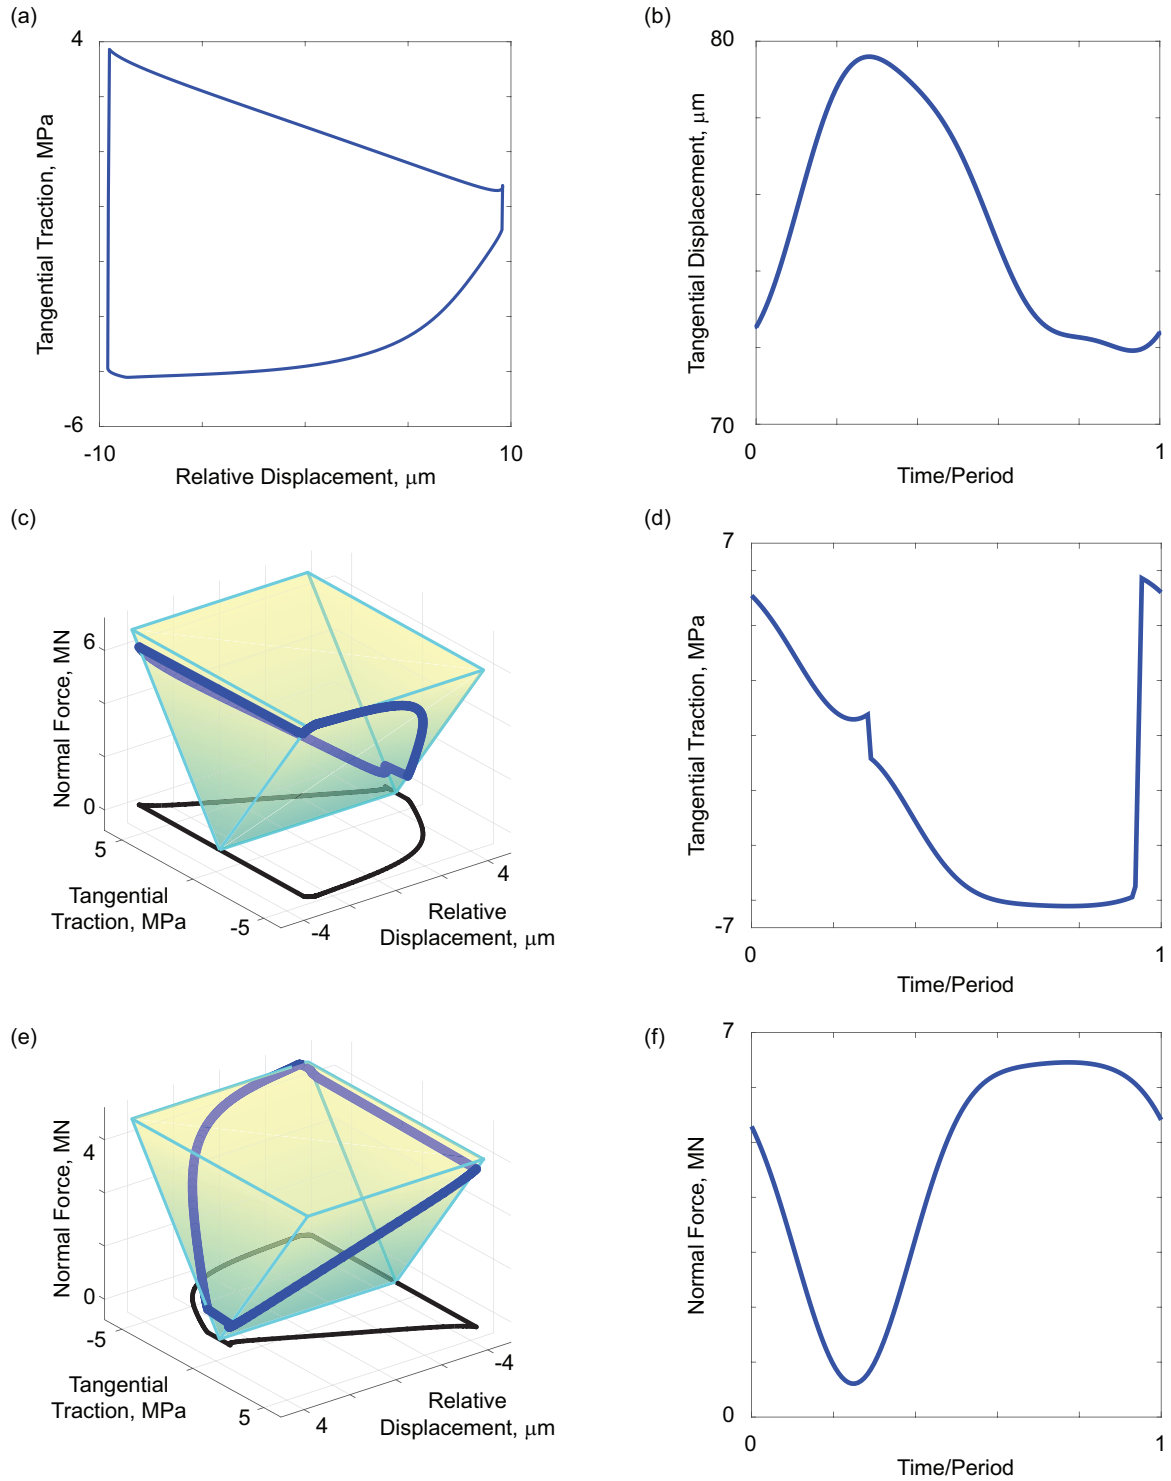 (a)
4
Tangential Traction, MPa
-6
-10
10
Relative Displacement, μm
(b)
80
Tangential Displacement, μm
70
0
1
Time/Period
(c)
6
Normal Force, MN
0
5
Tangential
Traction, MPa
-5
-4
4
Relative
Displacement, μm
(d)
7
Tangential Traction, MPa
-7
0
1
Time/Period
(e)
4
Normal Force, MN
0
-5
Tangential
Traction, MPa
5
4
-4
Relative
Displacement, μm
(f)
7
Normal Force, MN
0
0
1
Time/Period